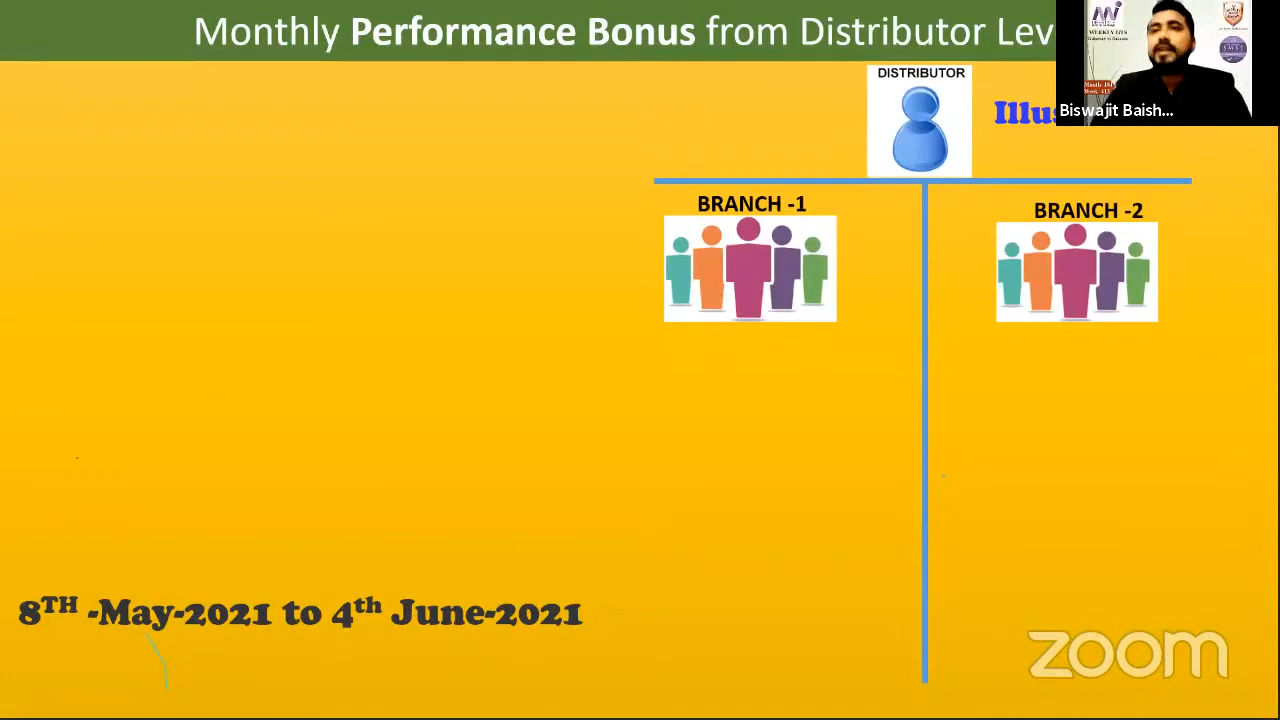 Monthly Performance Bonus from Distributor Lev
DISTRIBUTOR
WEEKLY
Biswajit Baish...
BRANCH -1
BRANCH -2
8TH -May-2021 to 4th June-2021
zoom